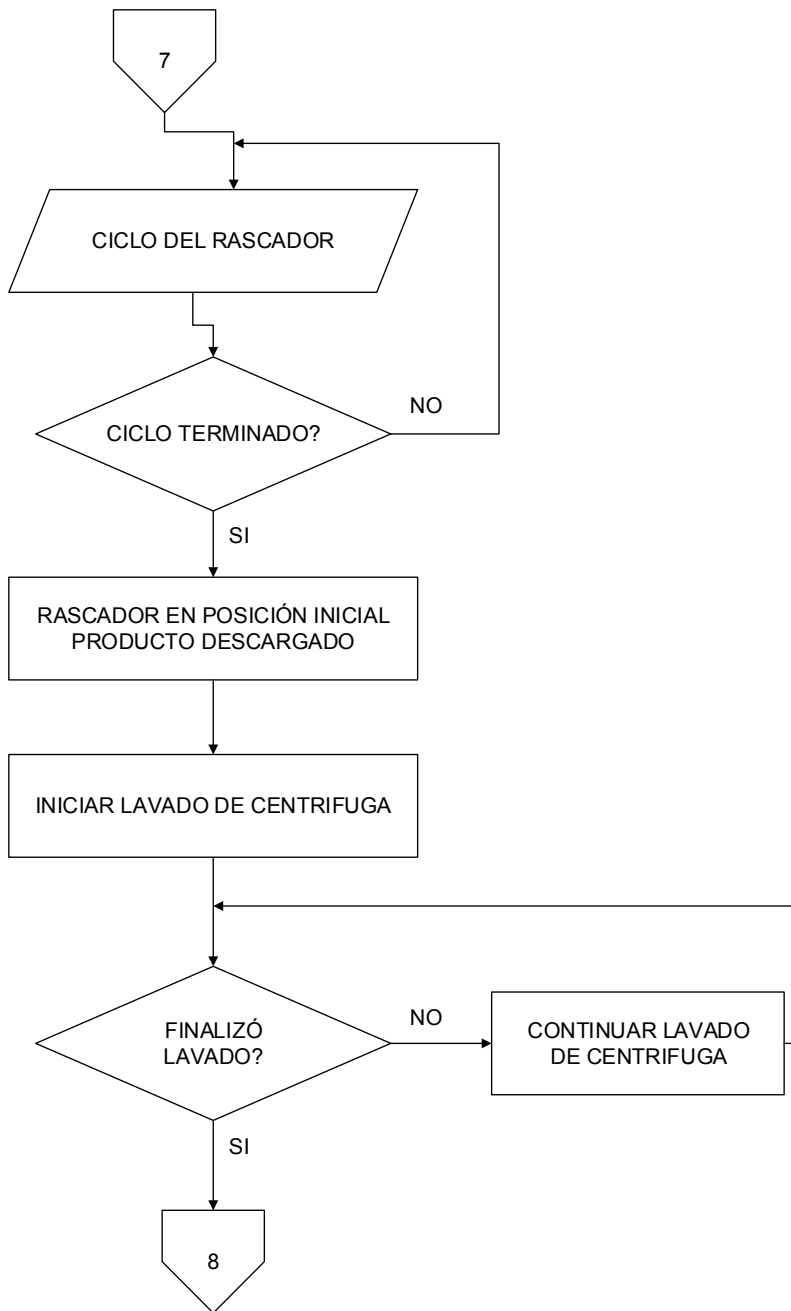 7
CICLO DEL RASCADOR
CICLO TERMINADO?
NO
SI
RASCADOR EN POSICIÓN INICIAL
PRODUCTO DESCARGADO
INICIAR LAVADO DE CENTRIFUGA
FINALIZÓ
LAVADO?
NO
CONTINUAR LAVADO
DE CENTRIFUGA
SI
8